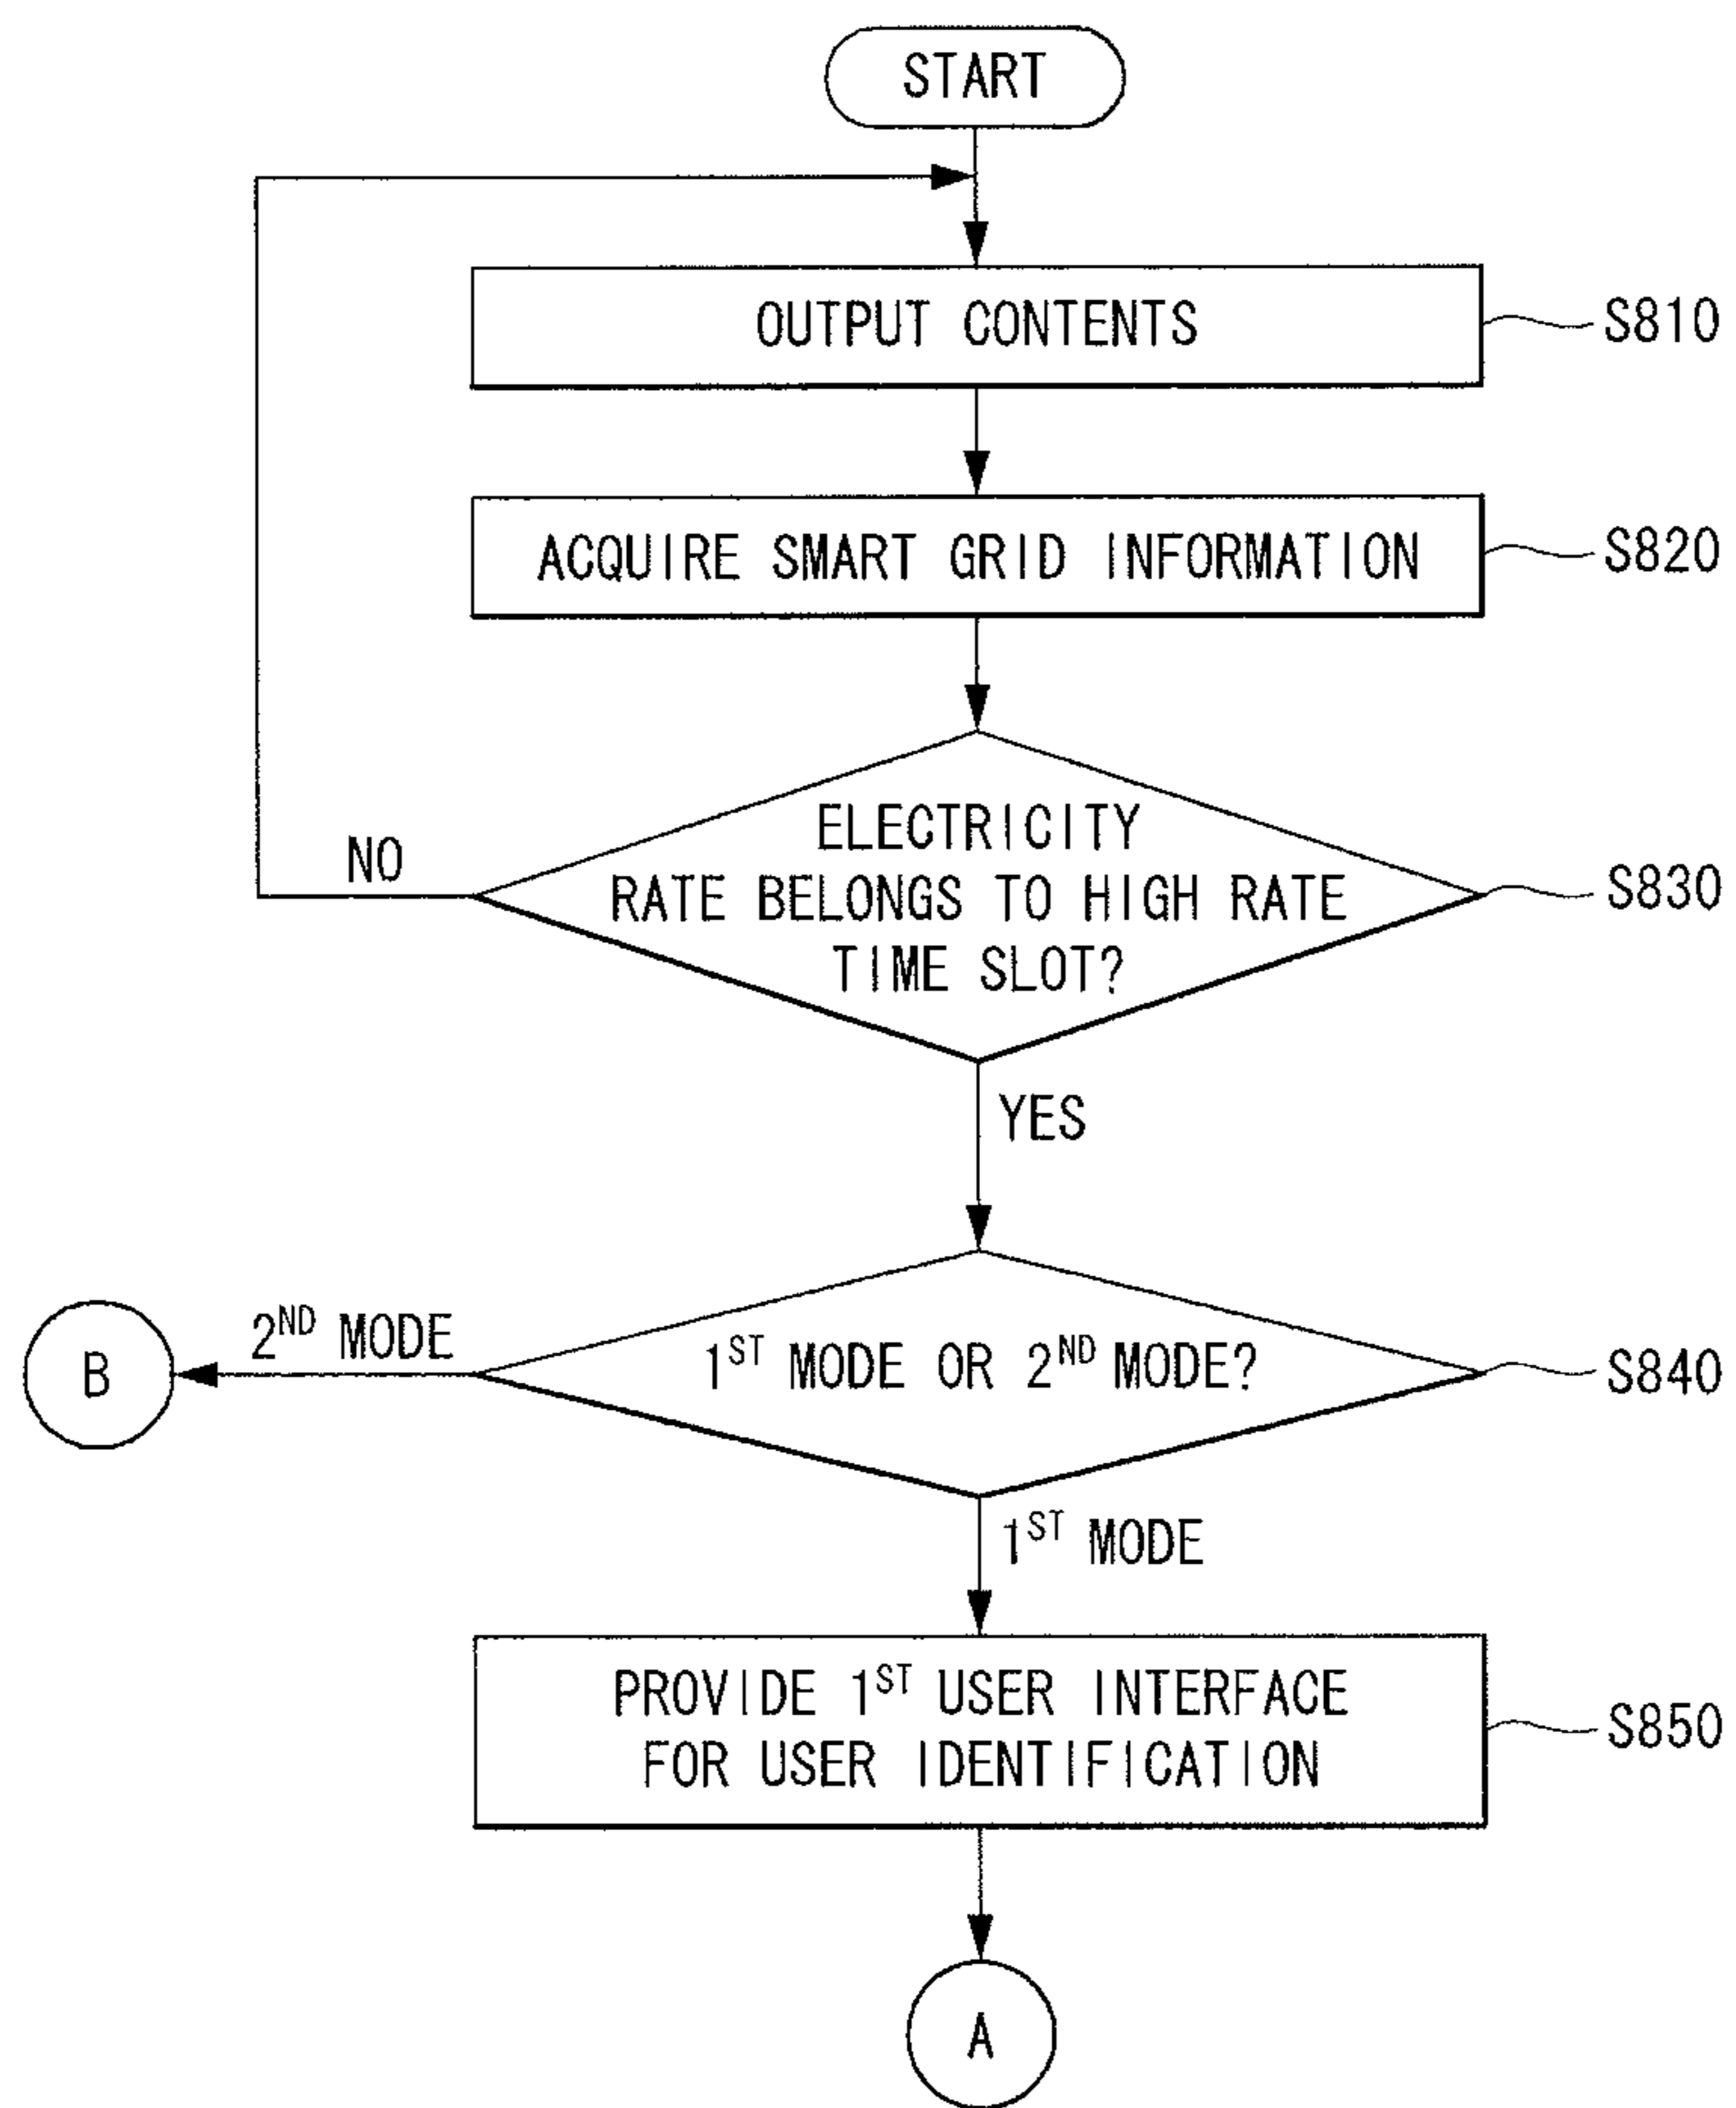 START
OUTPUT CONTENTS
S810
ACQUIRE SMART GRID INFORMATION
S820
ELECTRICITY
RATE BELONGS TO HIGH RATE
TIME SLOT?
S830
NO
YES
1ST MODE OR 2ND MODE?
S840
2ND MODE
B
1ST MODE
PROVIDE 1ST USER INTERFACE
FOR USER IDENTIFICATION
S850
A